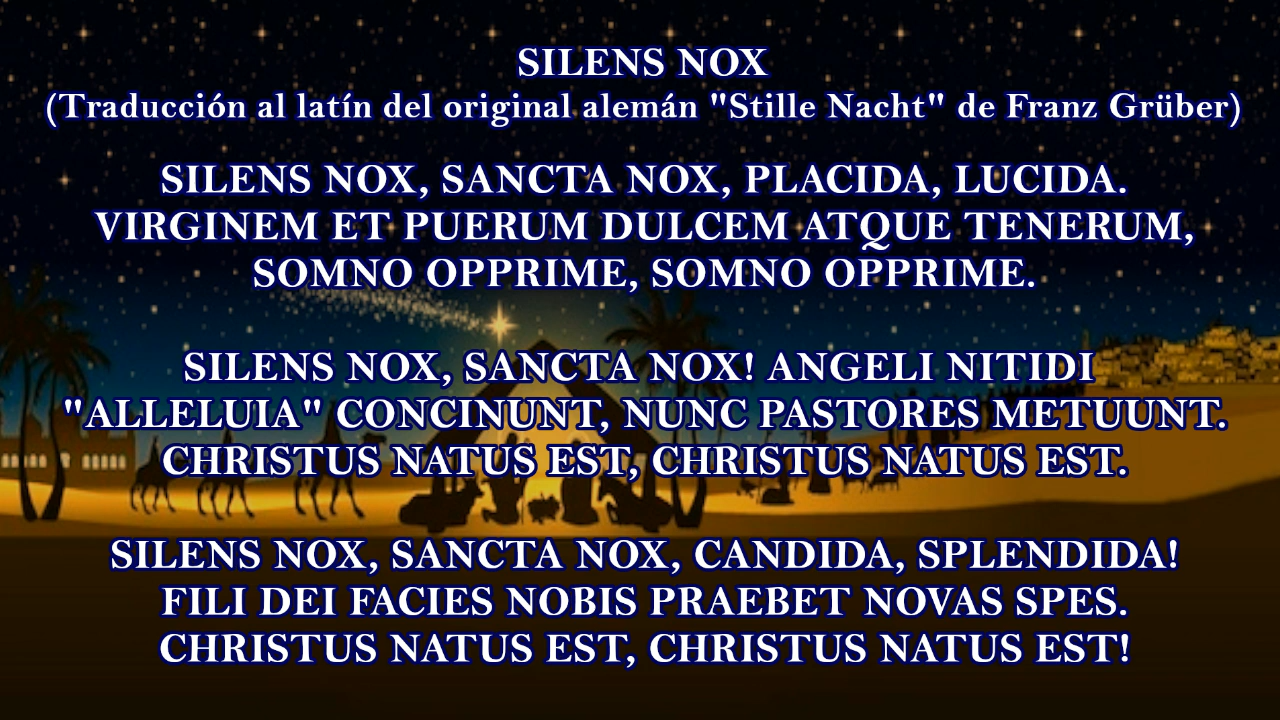 SILENS NOX
(Traducción al latín del original alemán "Stille Nacht" de Franz Grüber)
SILENS NOX, SANCTA NOX, PLACIDA, LUCIDA.
VIRGINEM ET PUERUM DULCEM ATQUE TENERUM,
SOMNO OPPRIME, SOMNO OPPRIME.
SILENS NOX, SANCTA NOX! ANGELI NITIDI
"ALLELUIA" CONCINUNT, NUNC PASTORES METUUNT.
CHRISTUS NATUS EST, CHRISTUS NATUS EST.
SILENS NOX, SANCTA NOX, CANDIDA, SPLENDIDA!
FILI DEI FACIES NOBIS PRAEBET NOVAS SPES.
CHRISTUS NATUS EST, CHRISTUS NATUS EST!